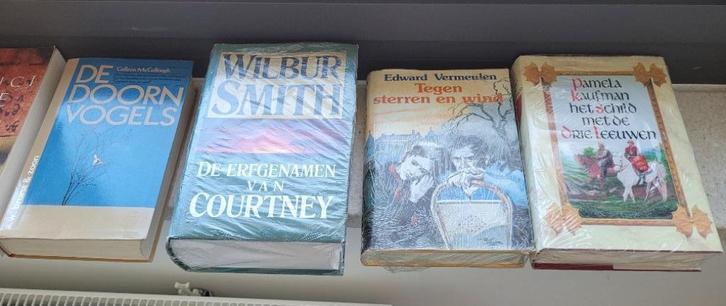 Colleen McCullough
DE
DOORN
VOGELS
WILBUR
SMITH
DE ERFGENAMEN
VAN
COURTNEY
Edward Vermeulen
Tegen
sterren en wind
Pamela
Kaufman
het schild
met de
drie Leeuwen